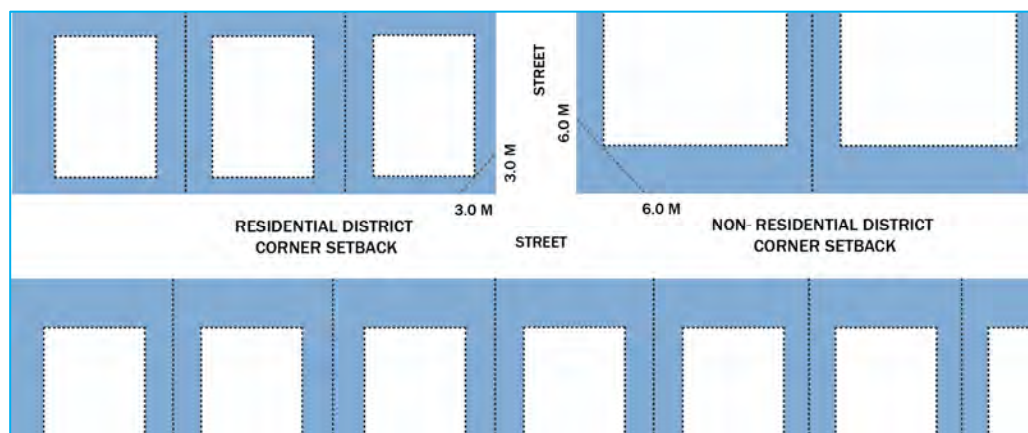 STREET
3.0 M
6.0 M
3.0 M
6.0 M
RESIDENTIAL DISTRICT
CORNER SETBACK
NON- RESIDENTIAL DISTRICT
CORNER SETBACK
STREET